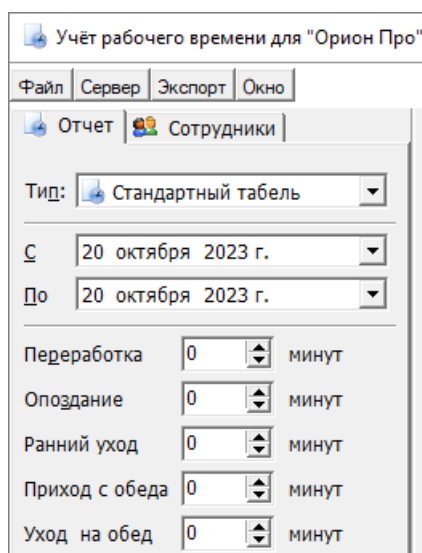 Учёт рабочего времени для "Орион Про"
Файл Сервер Экспорт Окно
Отчет Сотрудники
Тип: Стандартный табель
С 20 октября 2023 г.
По 20 октября 2023 г.
Переработка 0 минут
Опоздание 0 минут
Ранний уход 0 минут
Приход с обеда 0 минут
Уход на обед 0 минут